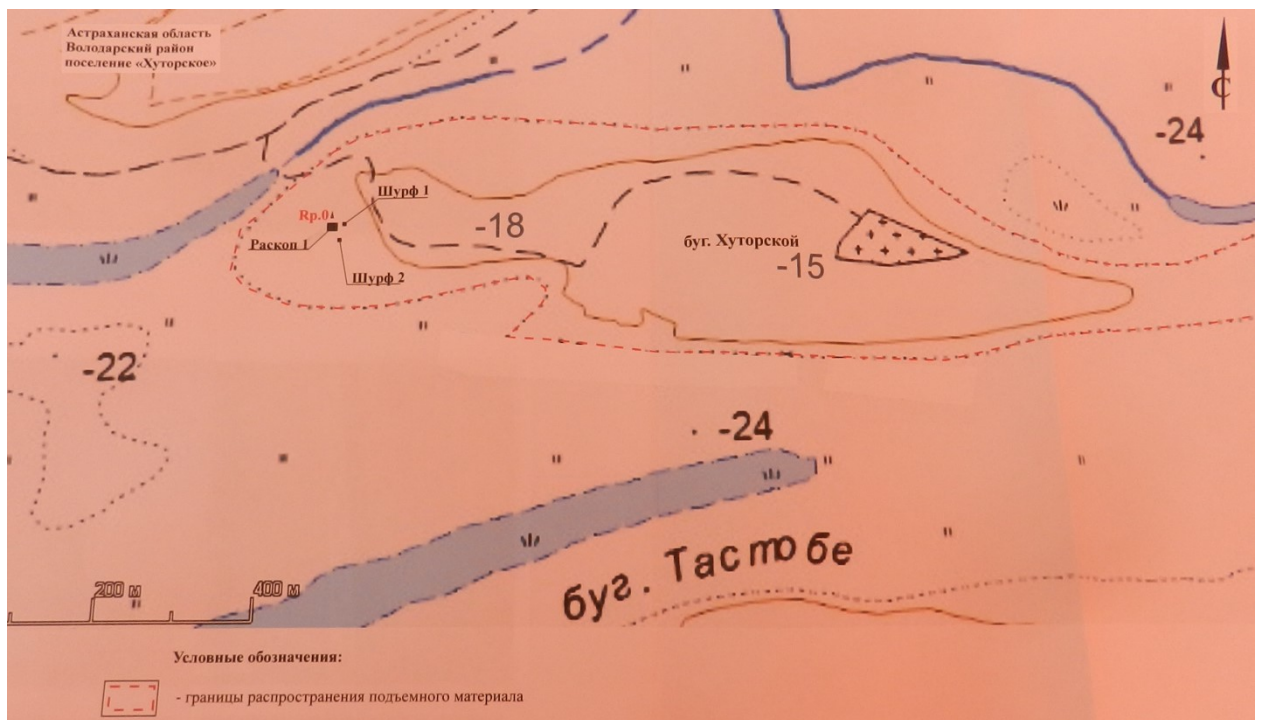 Астраханская область
Володарский район
поселение «Хуторское»
С
-24
Шурф 1
Rp.0
Раскоп 1
-18
буг. Хуторской
-15
Шурф 2
-22
-24
буг. Тастобе
200 м
400 м
Условные обозначения:
- границы распространения подъемного материала